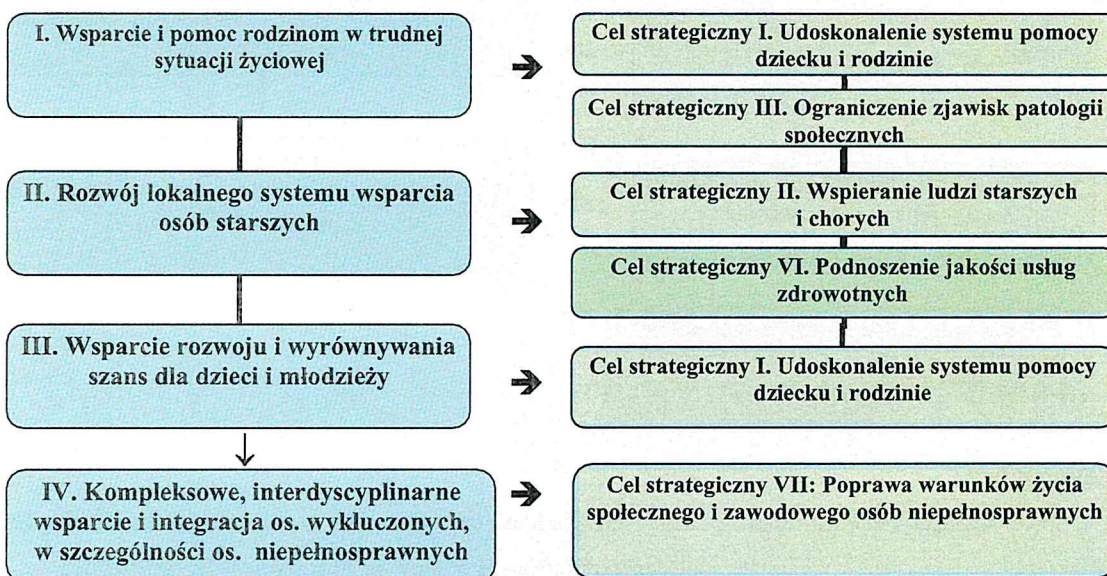 I. Wsparcie i pomoc rodzinom w trudnej
sytuacji życiowej
Cel strategiczny I. Udoskonalenie systemu pomocy
dziecku i rodzinie
Cel strategiczny III. Ograniczenie zjawisk patologii
społecznych
II. Rozwój lokalnego systemu wsparcia
osób starszych
Cel strategiczny II. Wspieranie ludzi starszych
i chorych
Cel strategiczny VI. Podnoszenie jakości usług
zdrowotnych
III. Wsparcie rozwoju i wyrównywania
szans dla dzieci i młodzieży
Cel strategiczny I. Udoskonalenie systemu pomocy
dziecku i rodzinie
IV. Kompleksowe, interdyscyplinarne
wsparcie i integracja os. wykluczonych,
w szczególności os. niepełnosprawnych
Cel strategiczny VII: Poprawa warunków życia
społecznego i zawodowego osób niepełnosprawnych